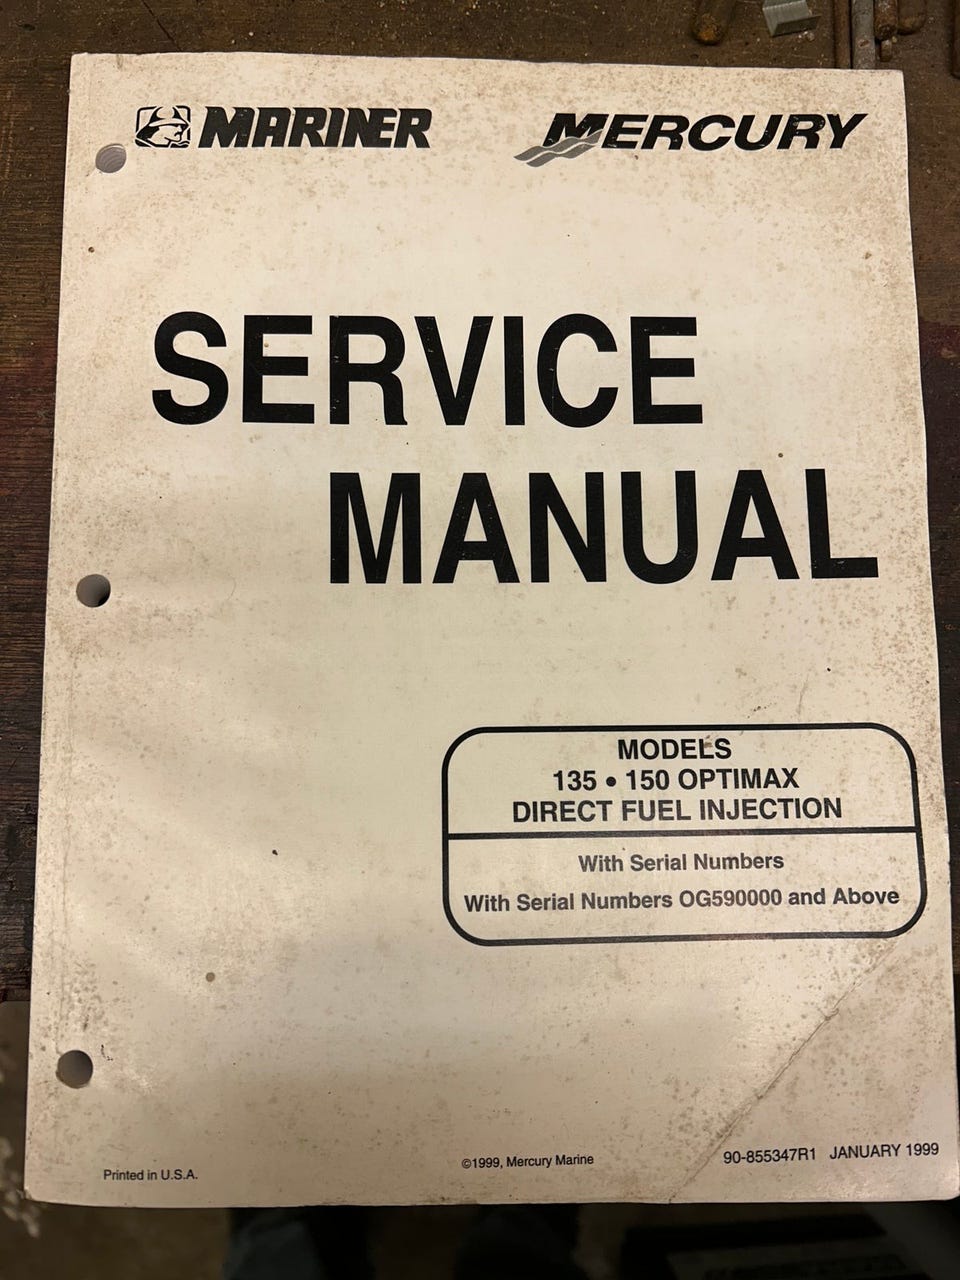 MARINER MERCURY
SERVICE
MANUAL
MODELS
135 • 150 OPTIMAX
DIRECT FUEL INJECTION
With Serial Numbers
With Serial Numbers OG590000 and Above
Printed in U.S.A. ©1999, Mercury Marine 90-855347R1 JANUARY 1999